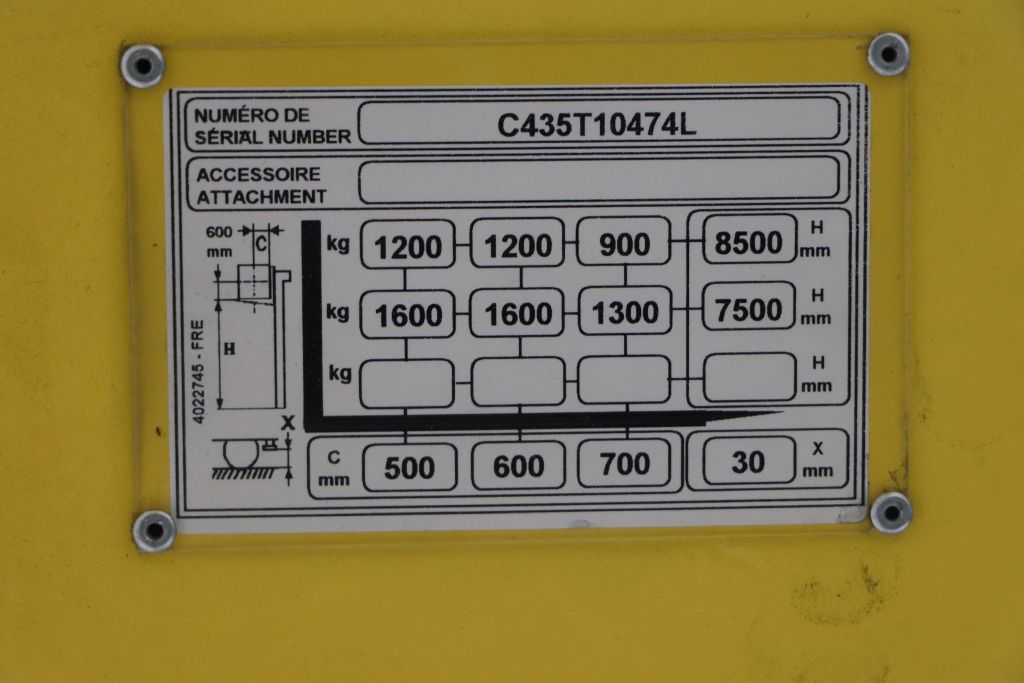 NUMÉRO DE
SÉRIAL NUMBER C435T10474L
ACCESSOIRE
ATTACHMENT
600 mm C
kg 1200 1200 900 8500 H mm
kg 1600 1600 1300 7500 H mm
kg H mm
H
4022745 - FRE
X
C mm 500 600 700 30 X mm